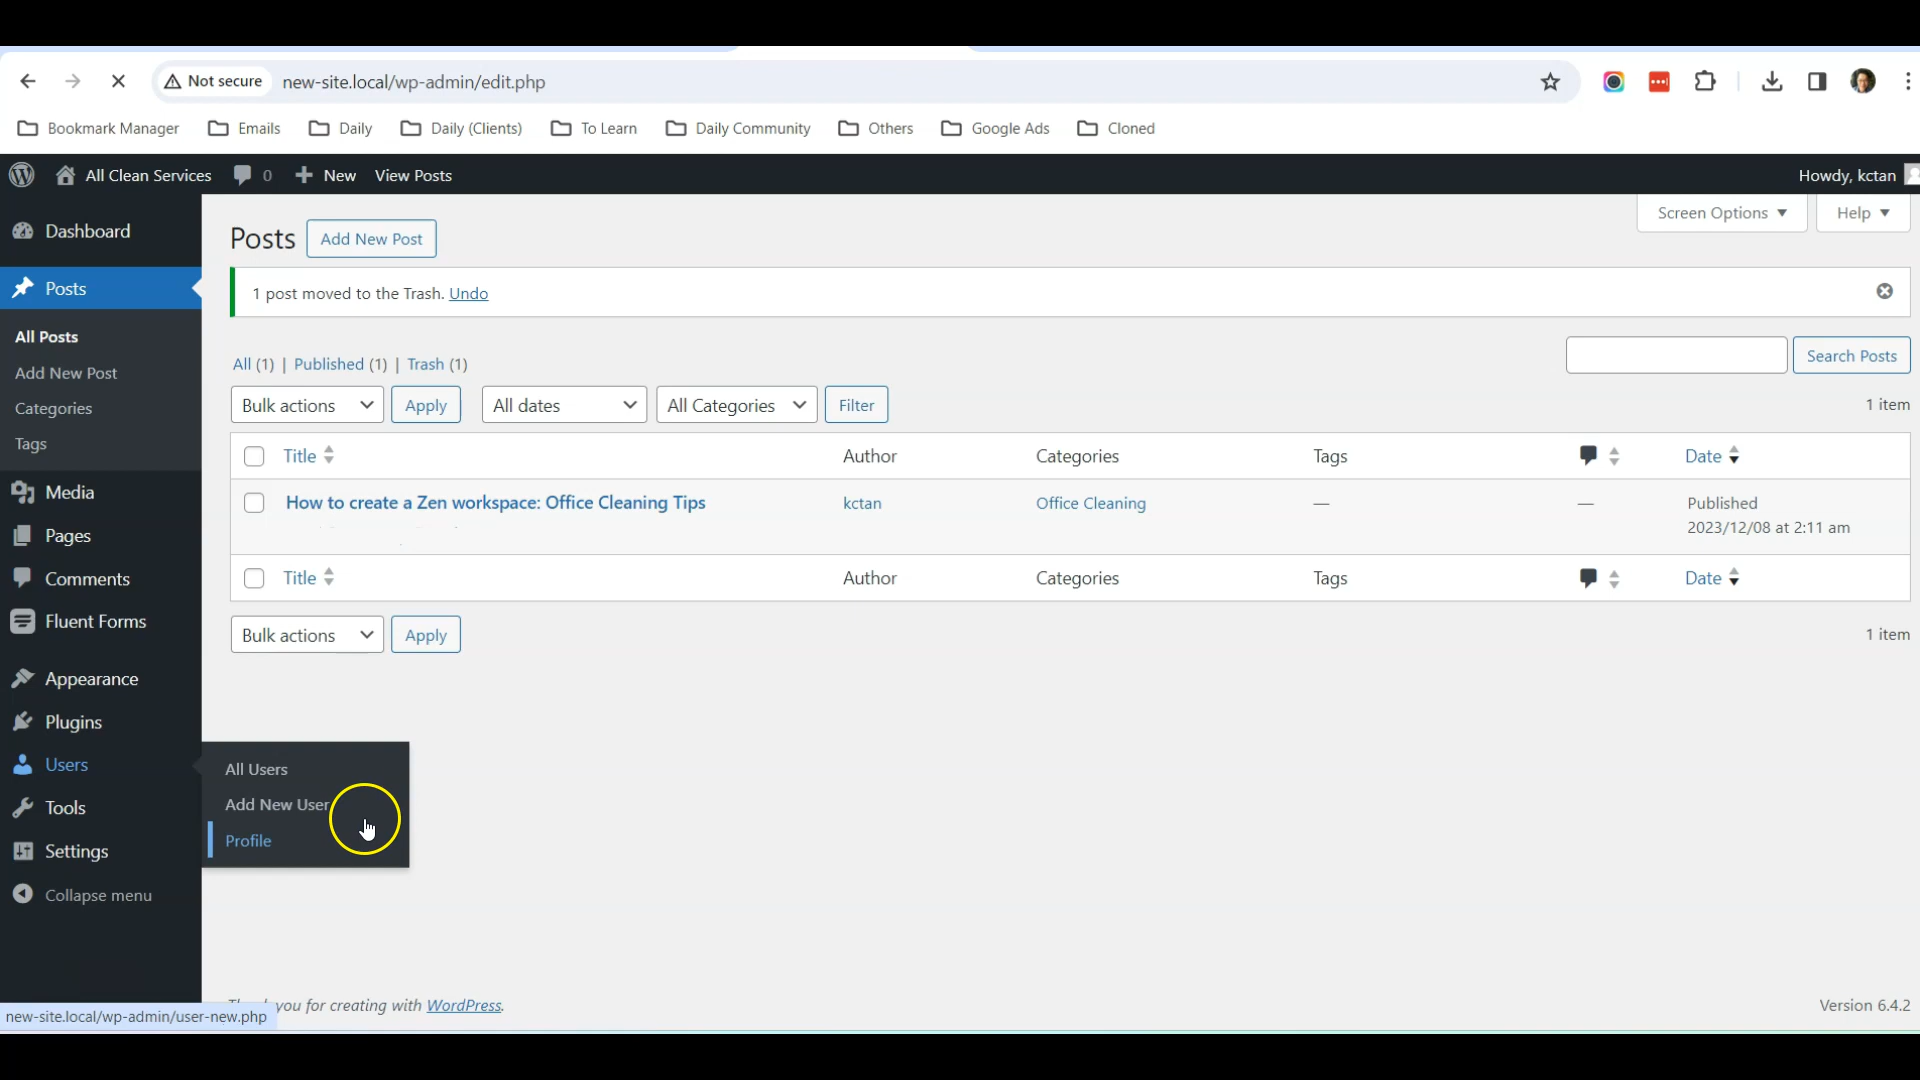 Not secure new-site.local/wp-admin/edit.php
Bookmark Manager Emails Daily Daily (Clients) To Learn Daily Community Others Google Ads Cloned
All Clean Services 0 New View Posts Howdy, kctan
Screen Options Help
Dashboard
Posts Add New Post
Posts
1 post moved to the Trash. Undo
All Posts
Add New Post
Categories
Tags
All (1) | Published (1) | Trash (1)
Search Posts
Bulk actions Apply All dates All Categories Filter 1 item
Title Author Categories Tags Date
How to create a Zen workspace: Office Cleaning Tips kctan Office Cleaning — — Published
2023/12/08 at 2:11 am
Title Author Categories Tags Date
Bulk actions Apply 1 item
Media
Pages
Comments
Fluent Forms
Appearance
Plugins
Users
All Users
Add New User
Profile
Tools
Settings
Collapse menu
you for creating with WordPress. Version 6.4.2
new-site.local/wp-admin/user-new.php